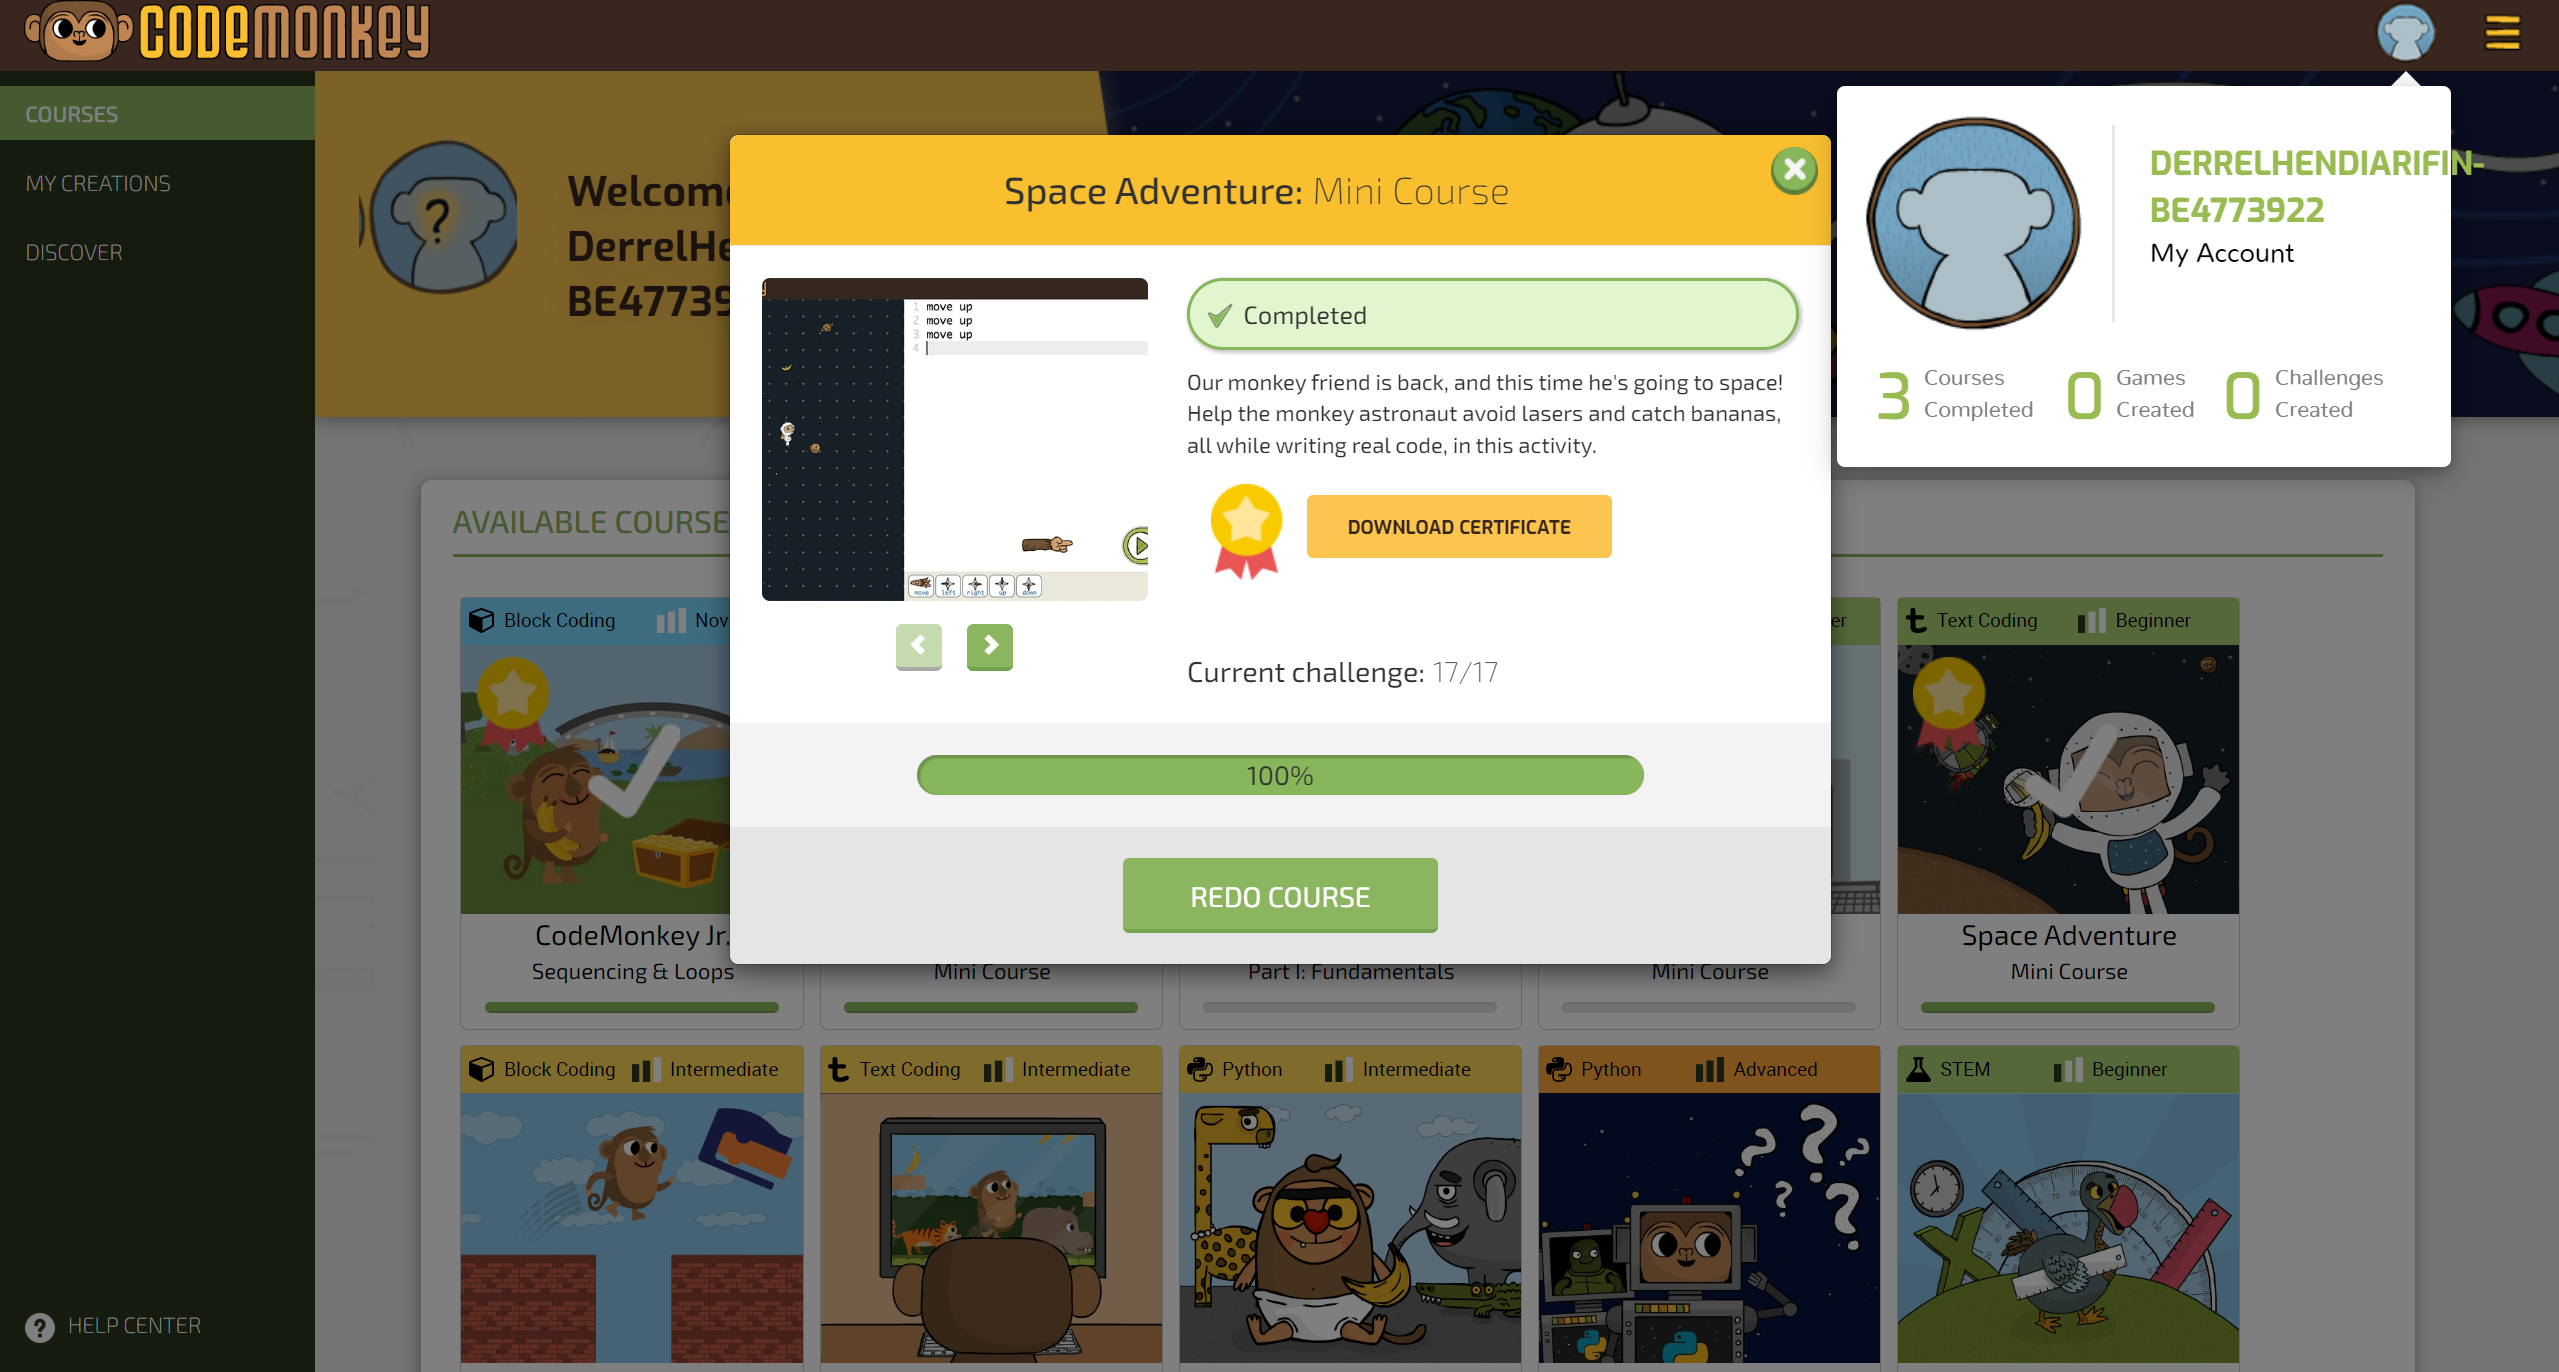 CODEMONKEY
COURSES
MY CREATIONS
DISCOVER
HELP CENTER
Welcom
DerrelHe
BE47739
AVAILABLE COURSE
Space Adventure: Mini Course
1 move up
2 move up
3 move up
4
move left right up down
Completed
Our monkey friend is back, and this time he's going to space!
Help the monkey astronaut avoid lasers and catch bananas,
all while writing real code, in this activity.
DOWNLOAD CERTIFICATE
Current challenge: 17/17
100%
REDO COURSE
DERRELHENDIARIFIN-
BE4773922
My Account
3 Courses Completed
0 Games Created
0 Challenges Created
Block Coding Nov
er
Text Coding Beginner
CodeMonkey Jr.
Sequencing & Loops
Mini Course
Part I: Fundamentals
Mini Course
Space Adventure
Mini Course
Block Coding Intermediate
Text Coding Intermediate
Python Intermediate
Python Advanced
STEM Beginner